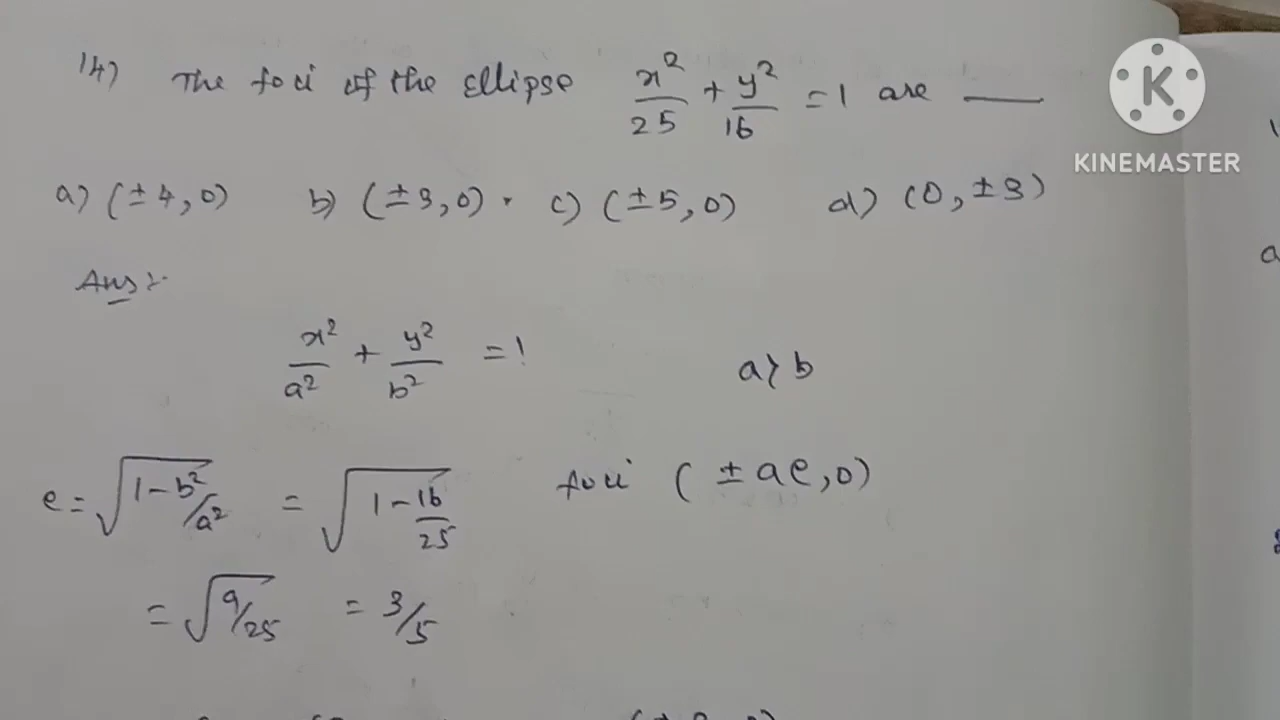 14) The foci of the Ellipse x²/25 + y²/16 = 1 are ___
a) (±4,0) b) (±3,0) . c) (±5,0) d) (0,±3)
Ans:-
x²/a² + y²/b² = 1 a > b
e = √(1-b²/a²) = √(1-16/25) foci (±ae,0)
= √(9/25) = 3/5
K
KINEMASTER